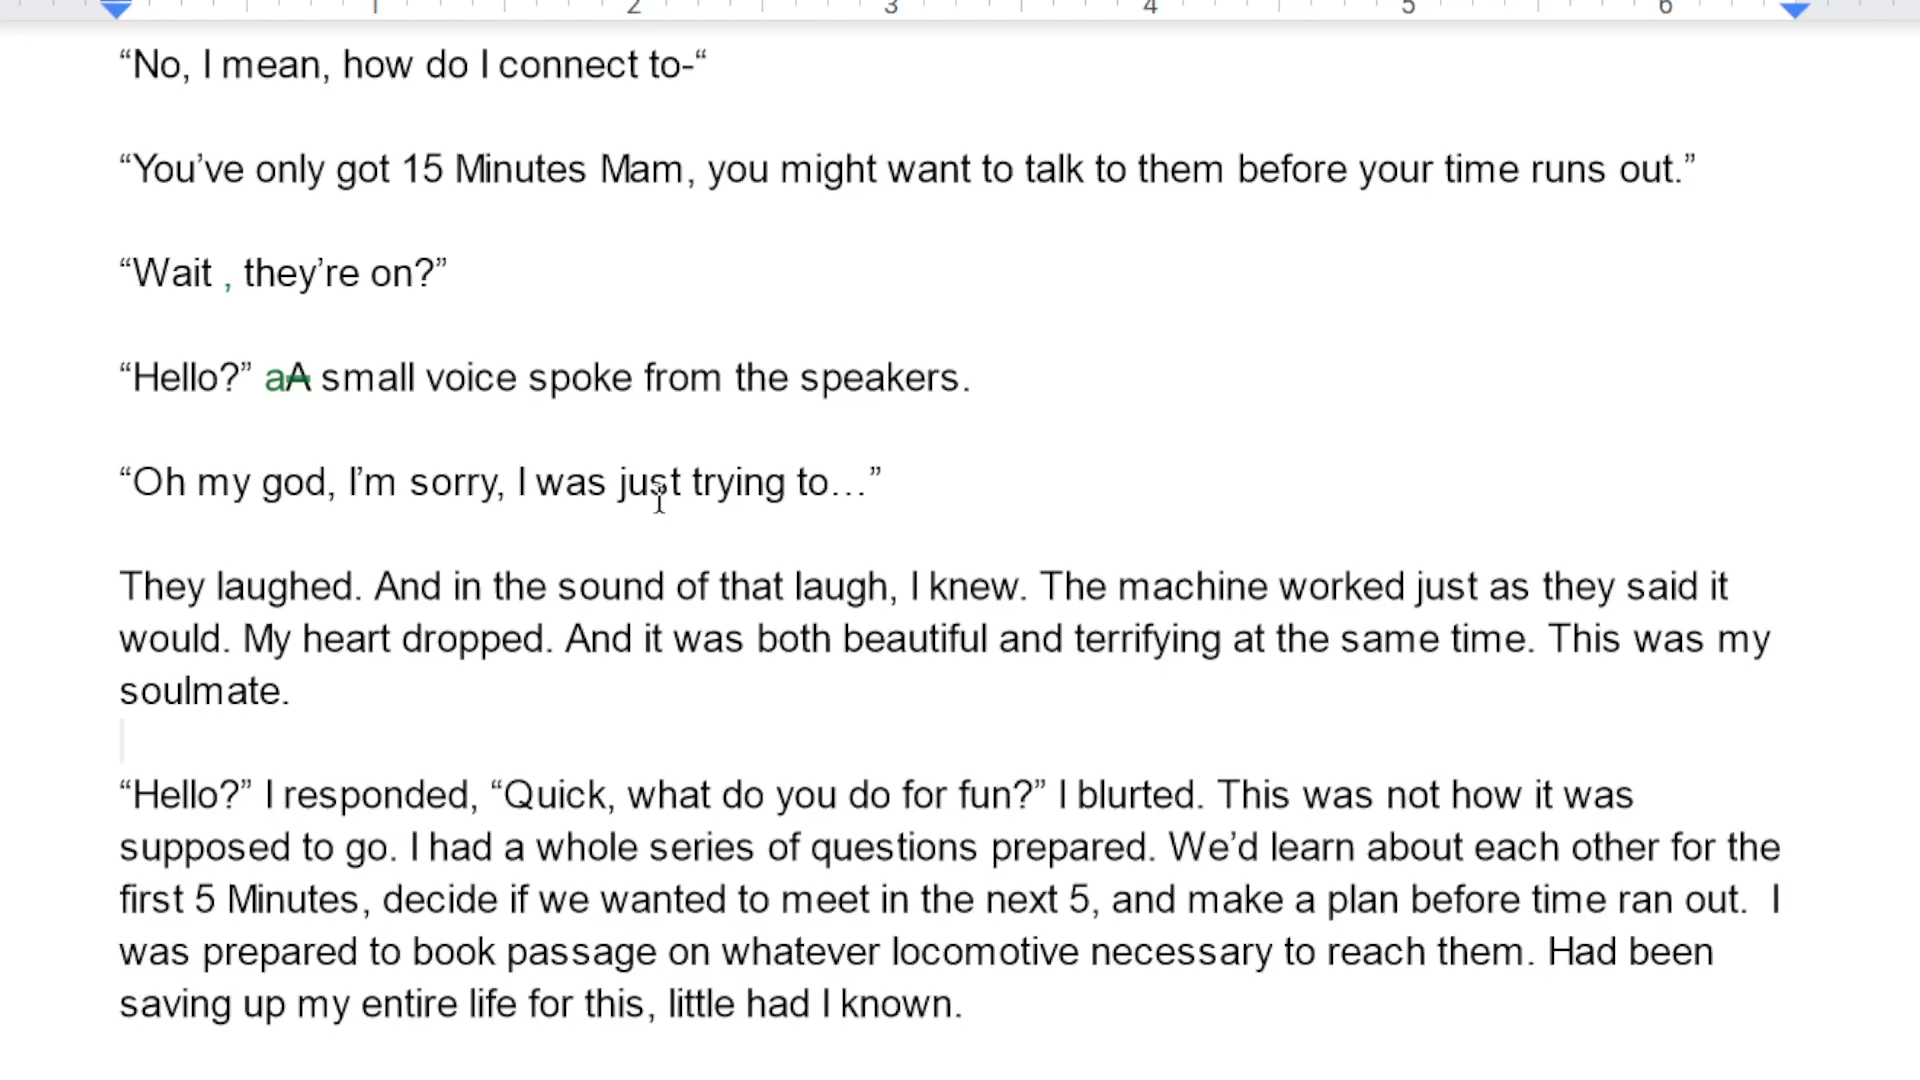 1 2 3 4 5 6
“No, I mean, how do I connect to-“
“You’ve only got 15 Minutes Mam, you might want to talk to them before your time runs out.”
“Wait , they’re on?”
“Hello?” aA small voice spoke from the speakers.
“Oh my god, I’m sorry, I was just trying to…”
They laughed. And in the sound of that laugh, I knew. The machine worked just as they said it
would. My heart dropped. And it was both beautiful and terrifying at the same time. This was my
soulmate.
“Hello?” I responded, “Quick, what do you do for fun?” I blurted. This was not how it was
supposed to go. I had a whole series of questions prepared. We’d learn about each other for the
first 5 Minutes, decide if we wanted to meet in the next 5, and make a plan before time ran out.  I
was prepared to book passage on whatever locomotive necessary to reach them. Had been
saving up my entire life for this, little had I known.